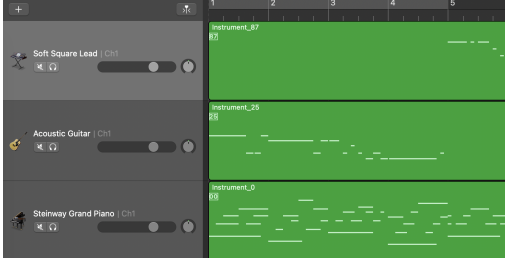 1 2 3 4 5
Instrument_87
87
Soft Square Lead | Ch1
Instrument_25
25
Acoustic Guitar | Ch1
Instrument_0
00
Steinway Grand Piano | Ch1